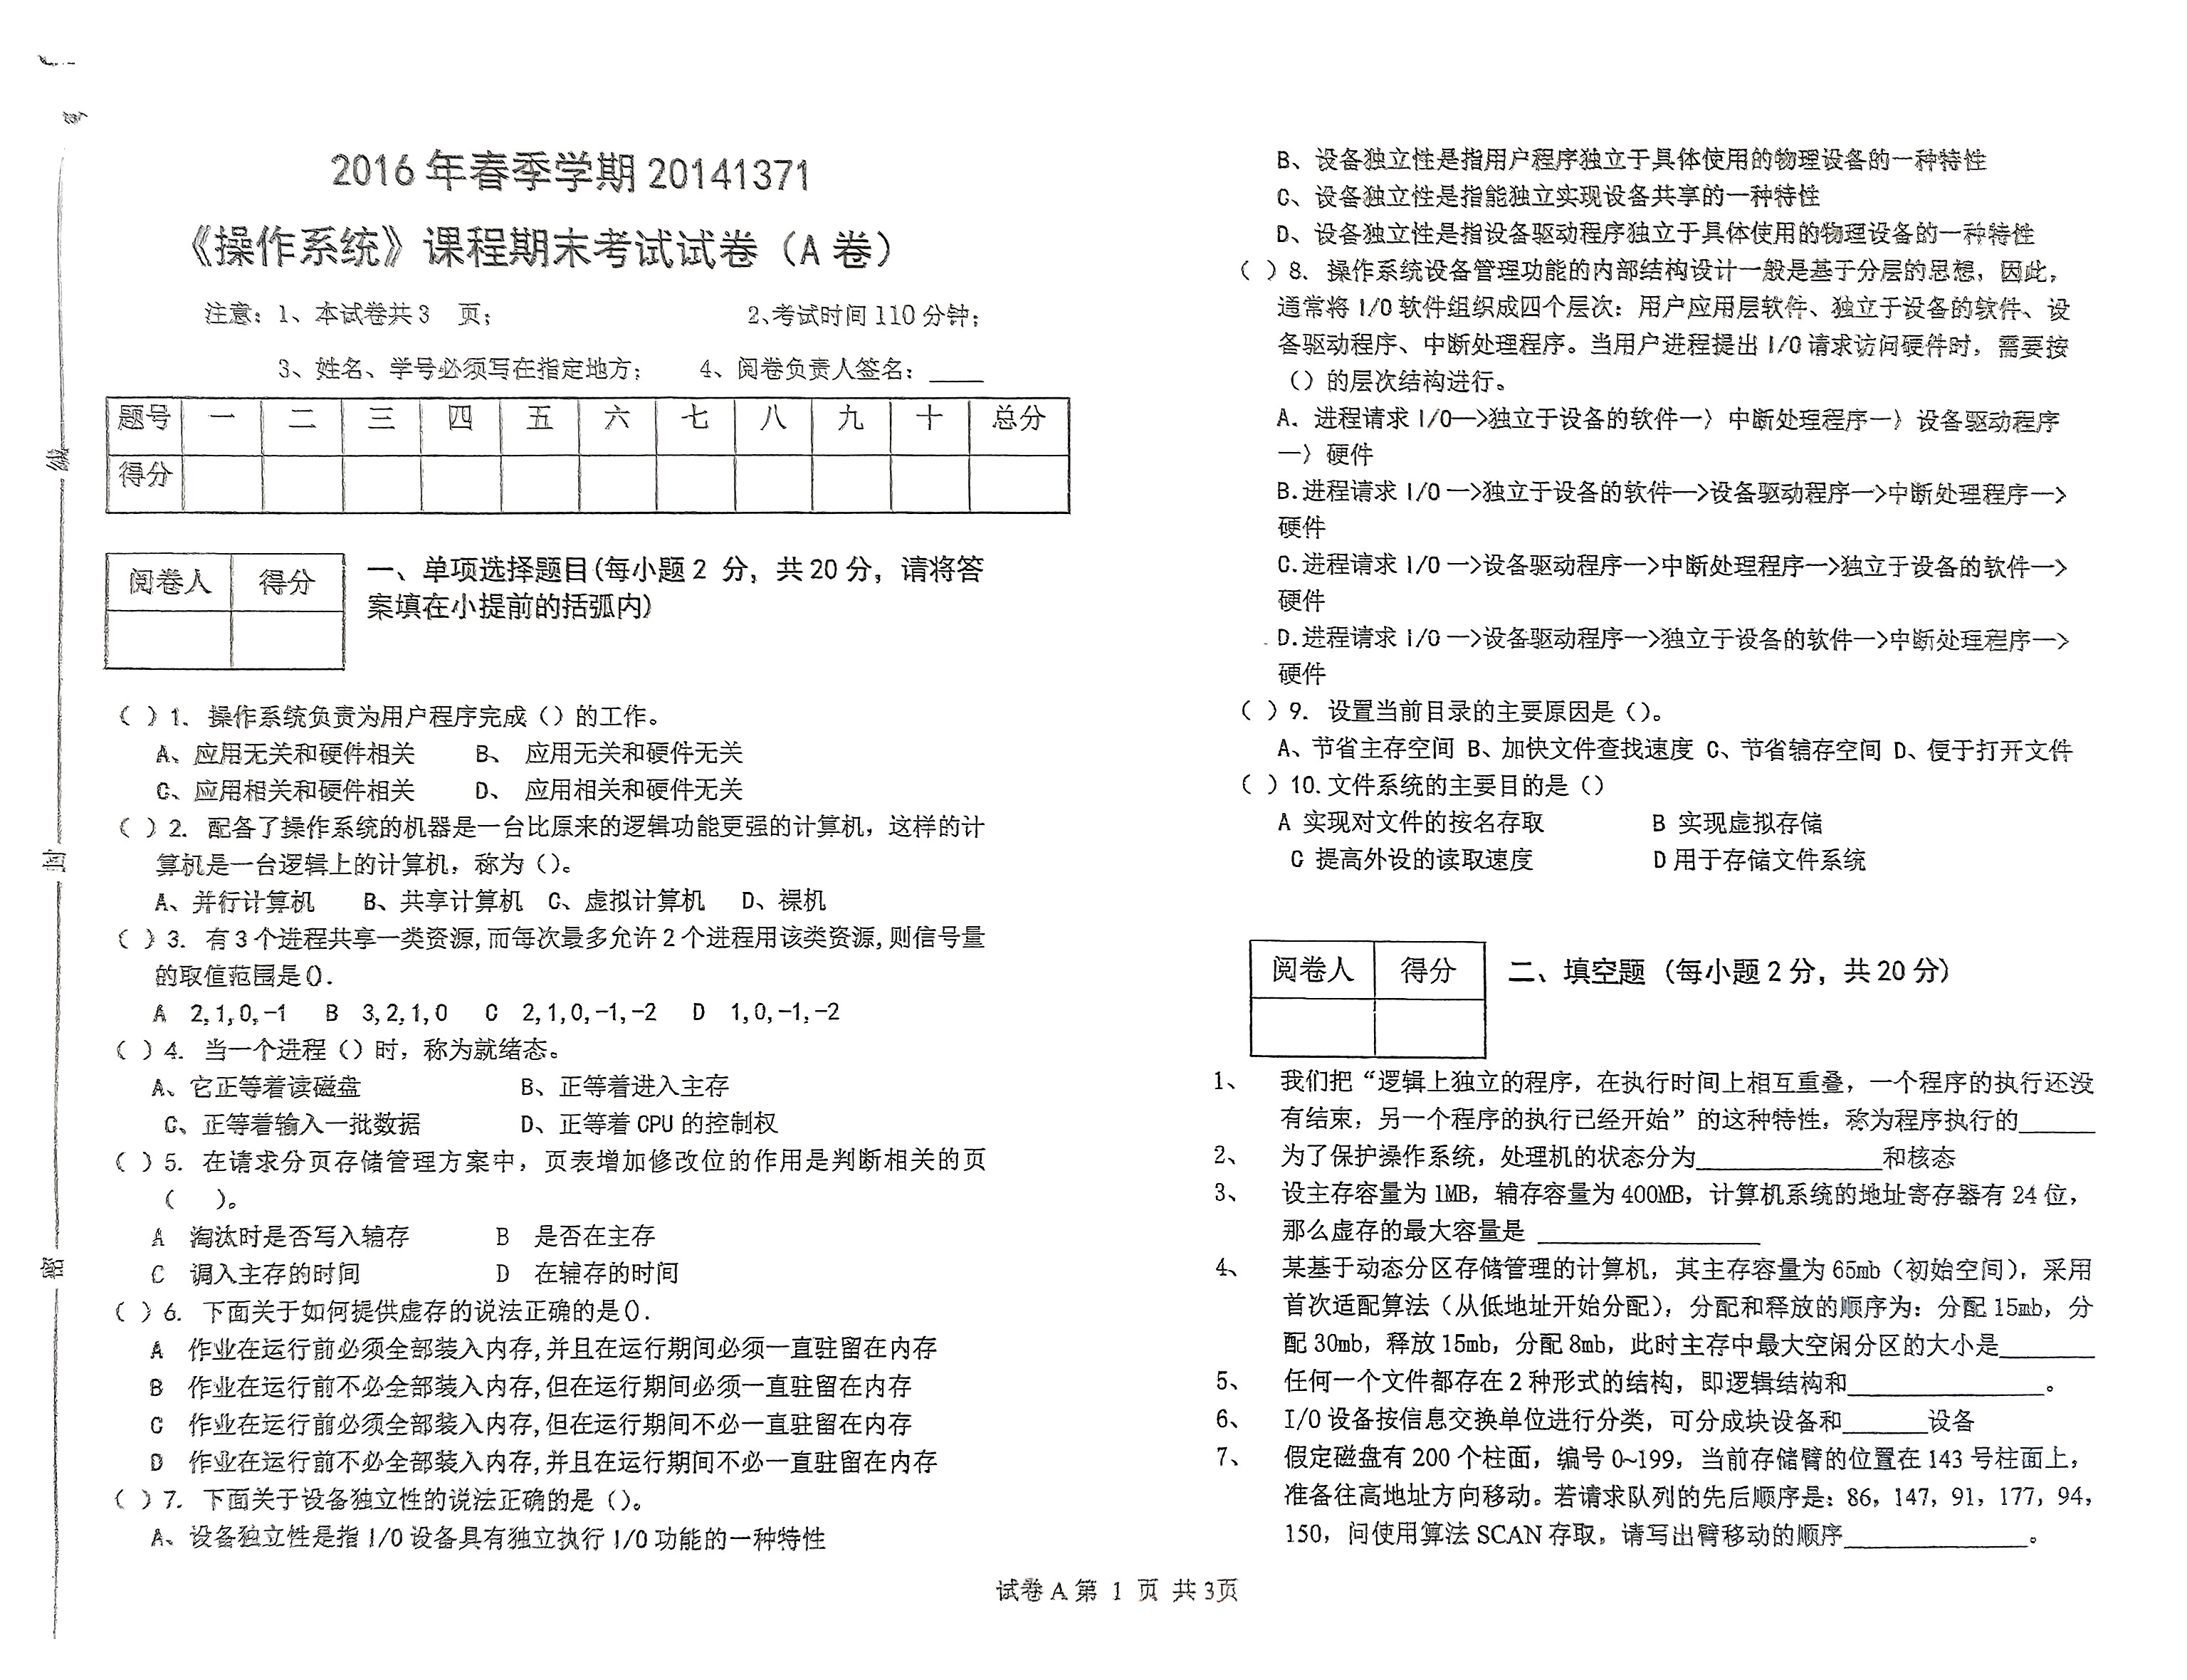 2016 年春季学期 20141371
《操作系统》课程期末考试试卷（A 卷）
注意：1、本试卷共 3 页； 2、考试时间 110 分钟；
3、姓名、学号必须写在指定地方； 4、阅卷负责人签名：____
题号 一 二 三 四 五 六 七 八 九 十 总分
得分
阅卷人 得分
一、单项选择题目(每小题 2 分，共 20 分，请将答
案填在小提前的括弧内)
（ ）1. 操作系统负责为用户程序完成（）的工作。
A、应用无关和硬件相关 B、 应用无关和硬件无关
C、应用相关和硬件相关 D、 应用相关和硬件无关
（ ）2. 配备了操作系统的机器是一台比原来的逻辑功能更强的计算机，这样的计
算机是一台逻辑上的计算机，称为（）。
A、并行计算机 B、共享计算机 C、虚拟计算机 D、裸机
（ ）3. 有 3 个进程共享一类资源,而每次最多允许 2 个进程用该类资源,则信号量
的取值范围是().
A 2,1,0,-1 B 3,2,1,0 C 2,1,0,-1,-2 D 1,0,-1,-2
（ ）4. 当一个进程（）时，称为就绪态。
A、它正等着读磁盘 B、正等着进入主存
C、正等着输入一批数据 D、正等着 CPU 的控制权
（ ）5. 在请求分页存储管理方案中，页表增加修改位的作用是判断相关的页
（ ）。
A 淘汰时是否写入辅存 B 是否在主存
C 调入主存的时间 D 在辅存的时间
（ ）6. 下面关于如何提供虚存的说法正确的是().
A 作业在运行前必须全部装入内存,并且在运行期间必须一直驻留在内存
B 作业在运行前不必全部装入内存,但在运行期间必须一直驻留在内存
C 作业在运行前必须全部装入内存,但在运行期间不必一直驻留在内存
D 作业在运行前不必全部装入内存,并且在运行期间不必一直驻留在内存
（ ）7. 下面关于设备独立性的说法正确的是（）。
A、设备独立性是指 I/O 设备具有独立执行 I/O 功能的一种特性
B、设备独立性是指用户程序独立于具体使用的物理设备的一种特性
C、设备独立性是指能独立实现设备共享的一种特性
D、设备独立性是指设备驱动程序独立于具体使用的物理设备的一种特性
（ ）8. 操作系统设备管理功能的内部结构设计一般是基于分层的思想，因此，
通常将 I/O 软件组织成四个层次：用户应用层软件、独立于设备的软件、设
备驱动程序、中断处理程序。当用户进程提出 I/O 请求访问硬件时，需要按
（）的层次结构进行。
A. 进程请求 I/O—>独立于设备的软件—〉中断处理程序—〉设备驱动程序
—〉硬件
B.进程请求 I/O —>独立于设备的软件—>设备驱动程序—>中断处理程序—>
硬件
C.进程请求 I/O —>设备驱动程序—>中断处理程序—>独立于设备的软件—>
硬件
D.进程请求 I/O —>设备驱动程序—>独立于设备的软件—>中断处理程序—>
硬件
（ ）9. 设置当前目录的主要原因是（）。
A、节省主存空间 B、加快文件查找速度 C、节省辅存空间 D、便于打开文件
（ ）10.文件系统的主要目的是（）
A 实现对文件的按名存取 B 实现虚拟存储
C 提高外设的读取速度 D 用于存储文件系统
阅卷人 得分
二、填空题（每小题 2 分，共 20 分）
1、 我们把“逻辑上独立的程序，在执行时间上相互重叠，一个程序的执行还没
有结束，另一个程序的执行已经开始”的这种特性，称为程序执行的______
2、 为了保护操作系统，处理机的状态分为______________和核态
3、 设主存容量为 1MB，辅存容量为 400MB，计算机系统的地址寄存器有 24 位，
那么虚存的最大容量是 ________________
4、 某基于动态分区存储管理的计算机，其主存容量为 65mb（初始空间），采用
首次适配算法（从低地址开始分配），分配和释放的顺序为：分配 15mb，分
配 30mb，释放 15mb，分配 8mb，此时主存中最大空闲分区的大小是_______
5、 任何一个文件都存在 2 种形式的结构，即逻辑结构和_______________。
6、 I/O 设备按信息交换单位进行分类，可分成块设备和______设备
7、 假定磁盘有 200 个柱面，编号 0~199，当前存储臂的位置在 143 号柱面上，
准备往高地址方向移动。若请求队列的先后顺序是：86，147，91，177，94，
150，问使用算法 SCAN 存取，请写出臂移动的顺序______________。
试卷 A 第 1 页 共 3页
密